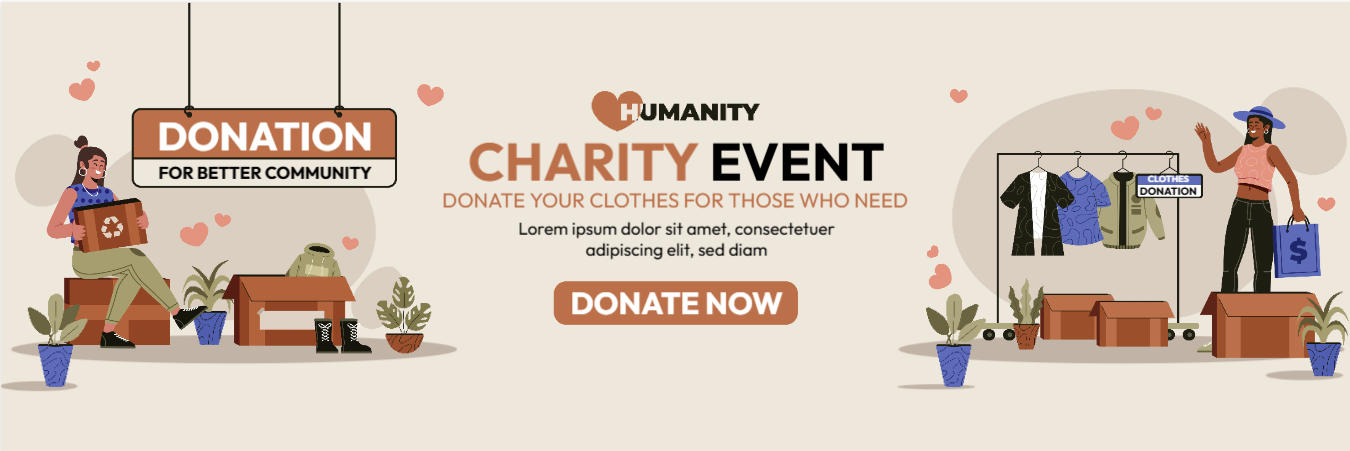 DONATION
FOR BETTER COMMUNITY
HUMANITY
CHARITY EVENT
DONATE YOUR CLOTHES FOR THOSE WHO NEED
Lorem ipsum dolor sit amet, consectetuer
adipiscing elit, sed diam
DONATE NOW
CLOTHES
DONATION
$